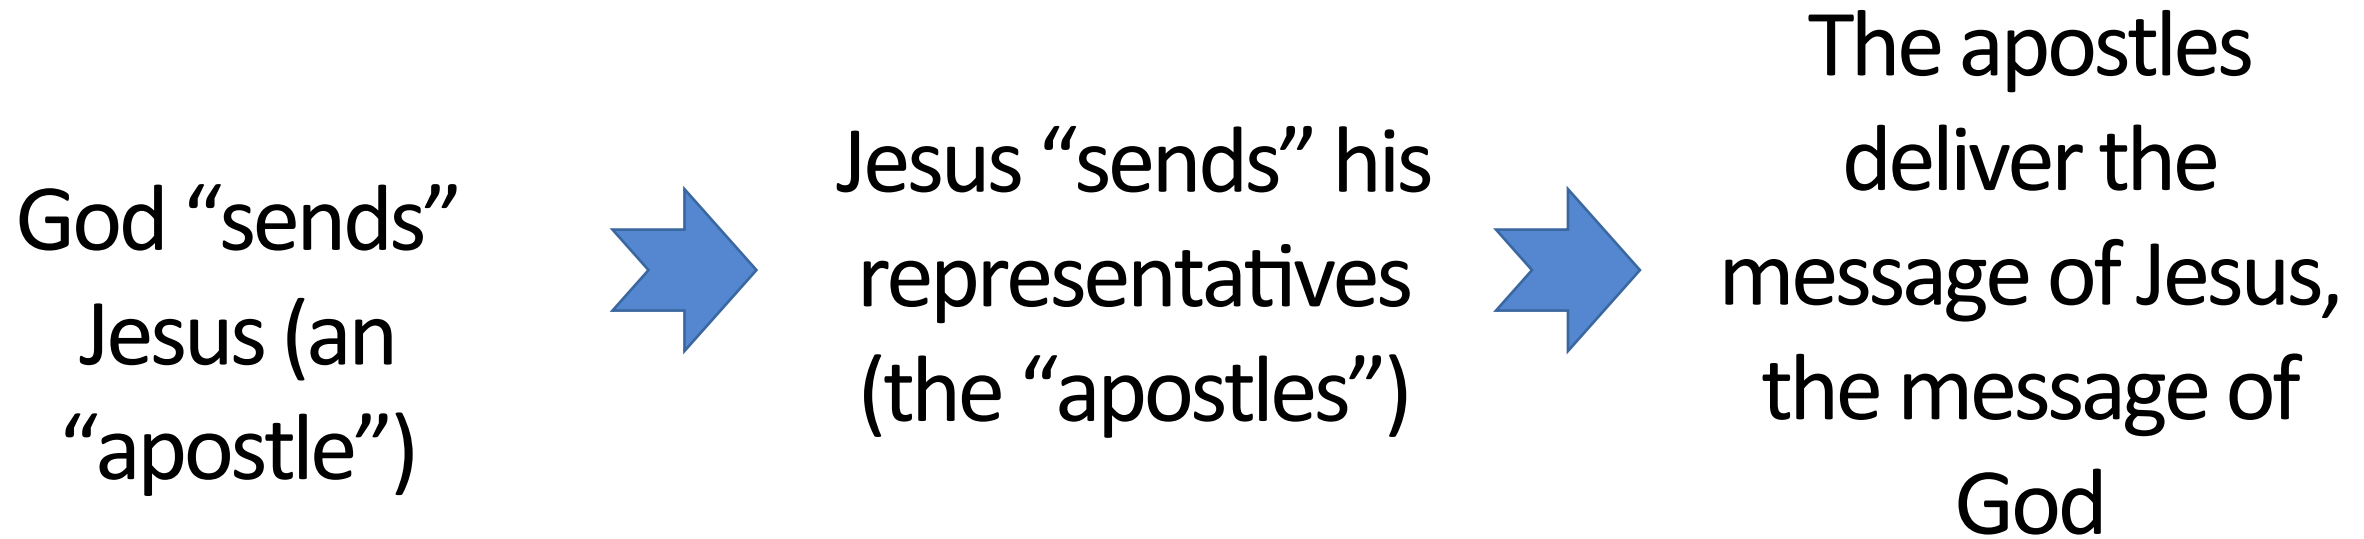 God “sends”
Jesus (an
“apostle”)
Jesus “sends” his
representatives
(the “apostles”)
The apostles
deliver the
message of Jesus,
the message of
God